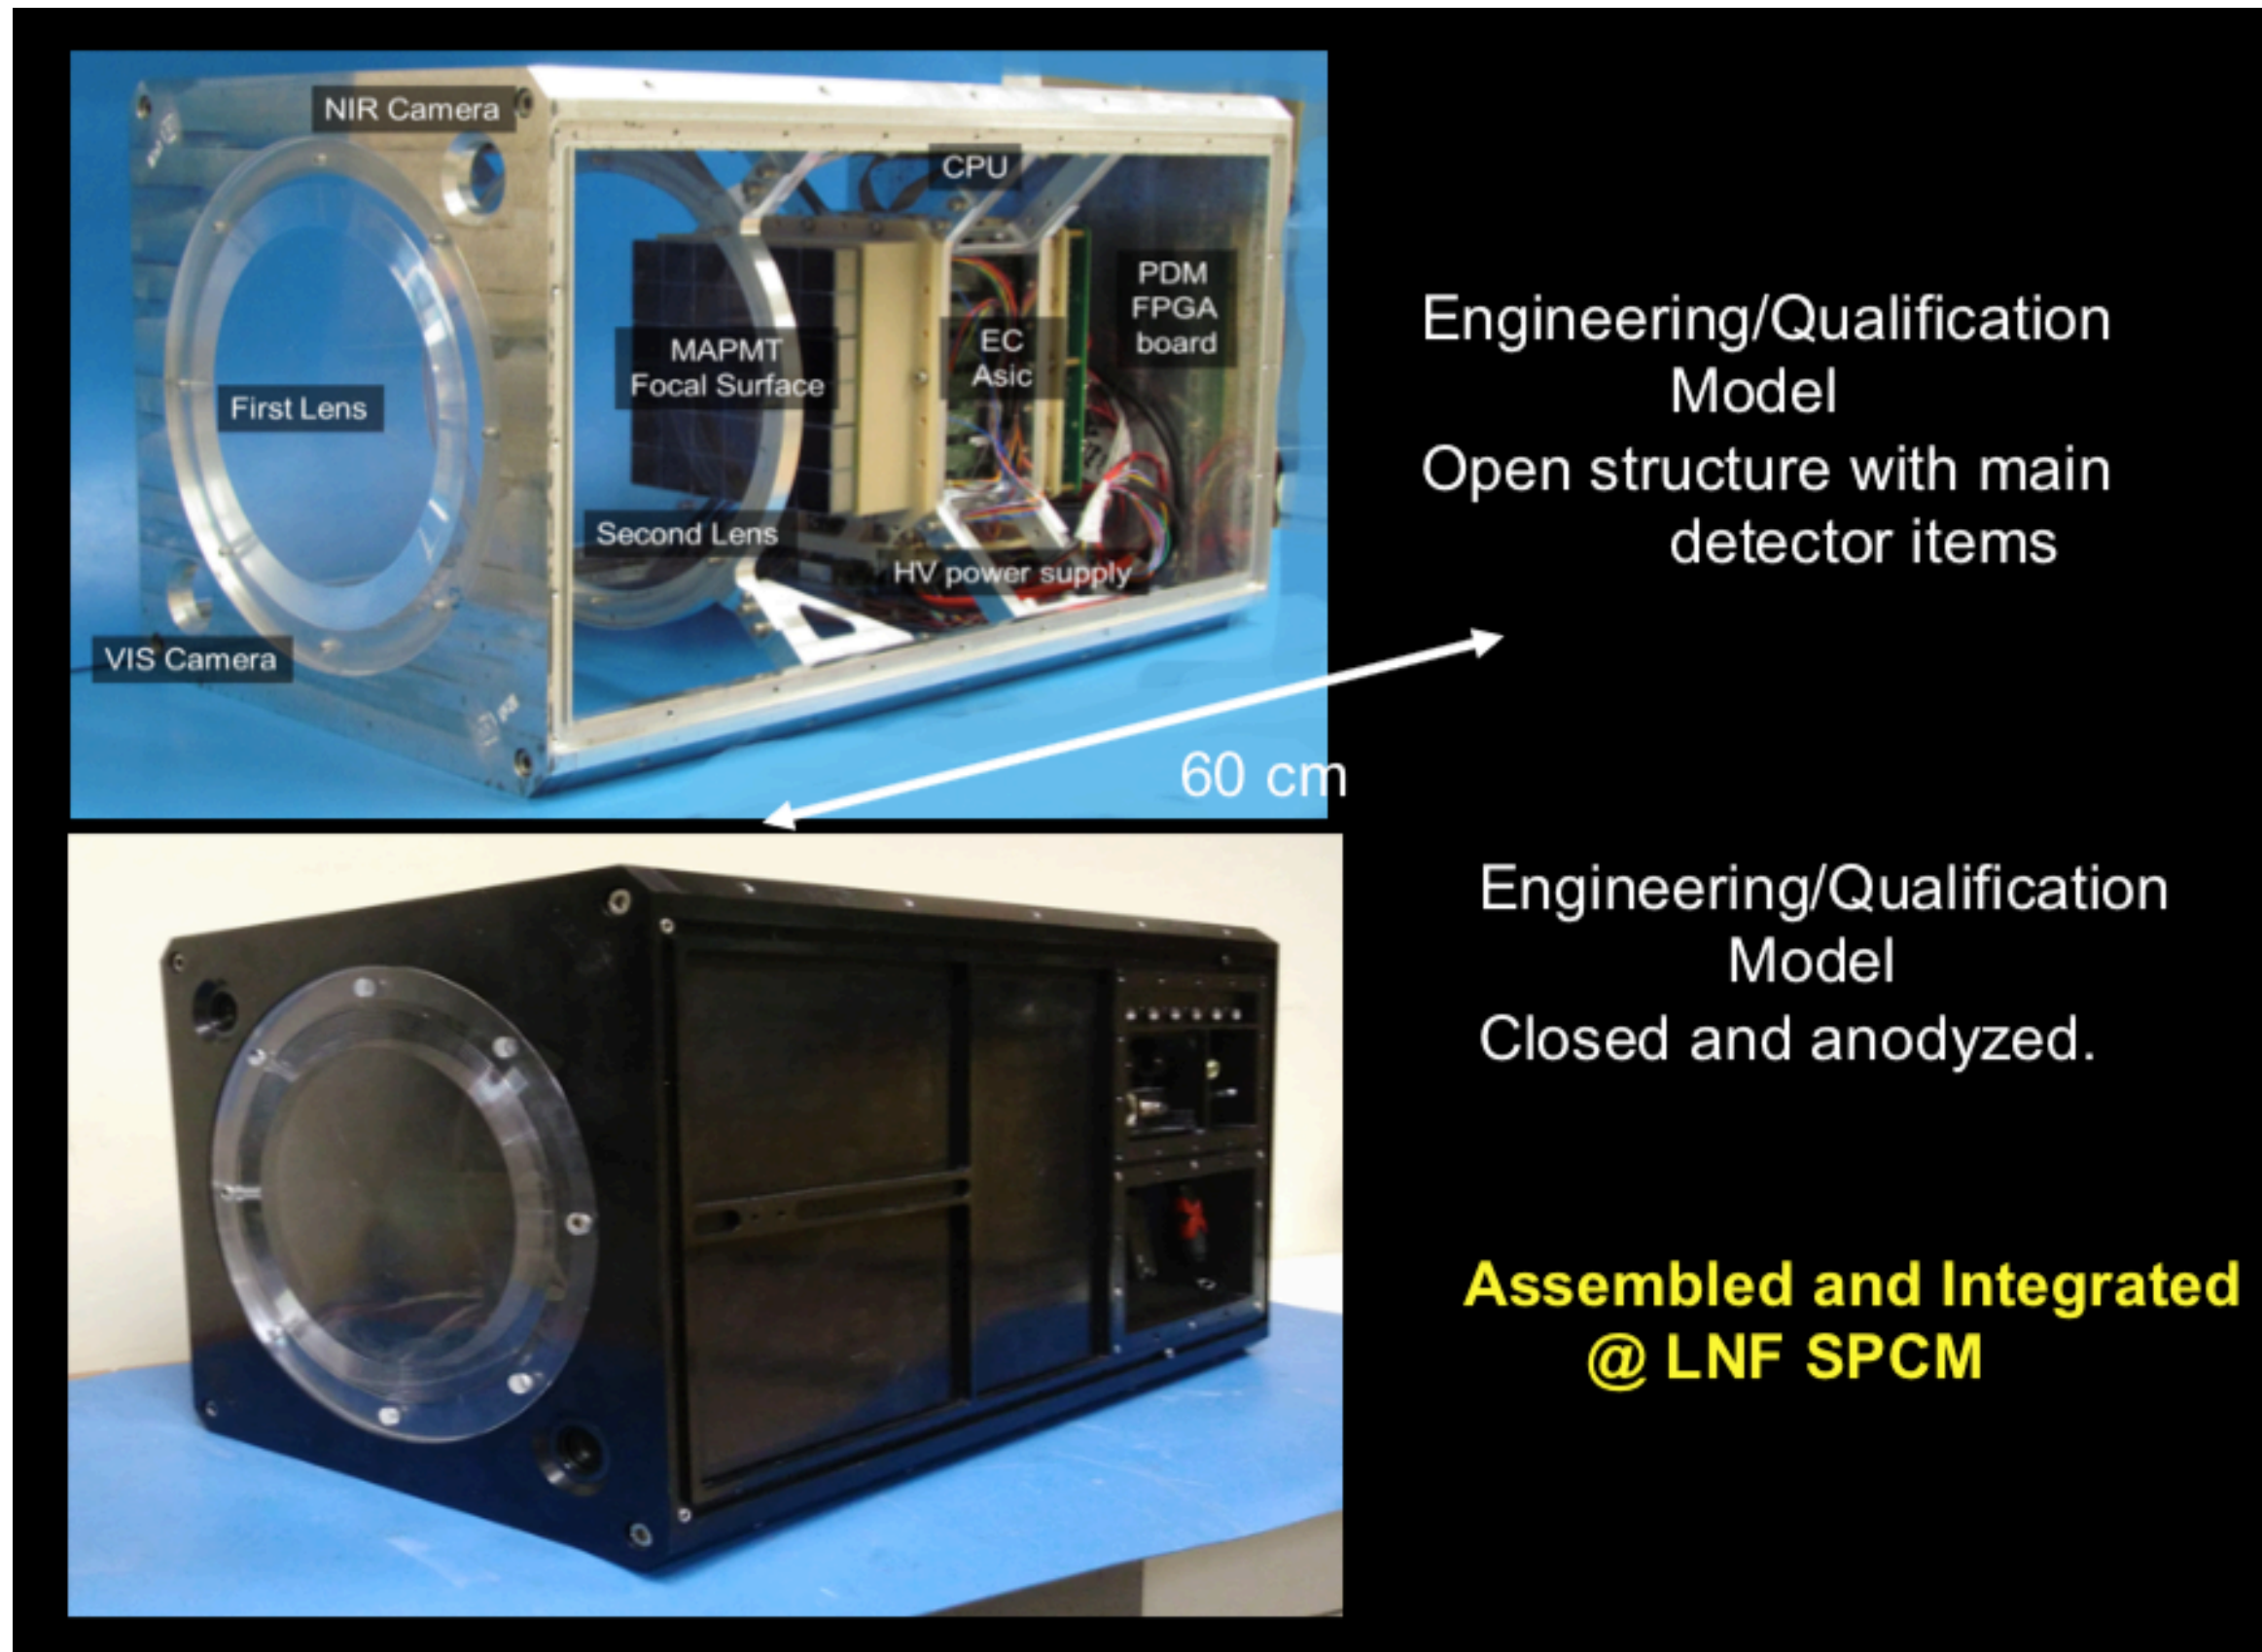 NIR Camera
CPU
PDM
FPGA
board
MAPMT
Focal Surface
EC
Asic
First Lens
Second Lens
HV power supply
VIS Camera
60 cm
Engineering/Qualification
Model
Open structure with main
detector items
Engineering/Qualification
Model
Closed and anodyzed.
Assembled and Integrated
@ LNF SPCM